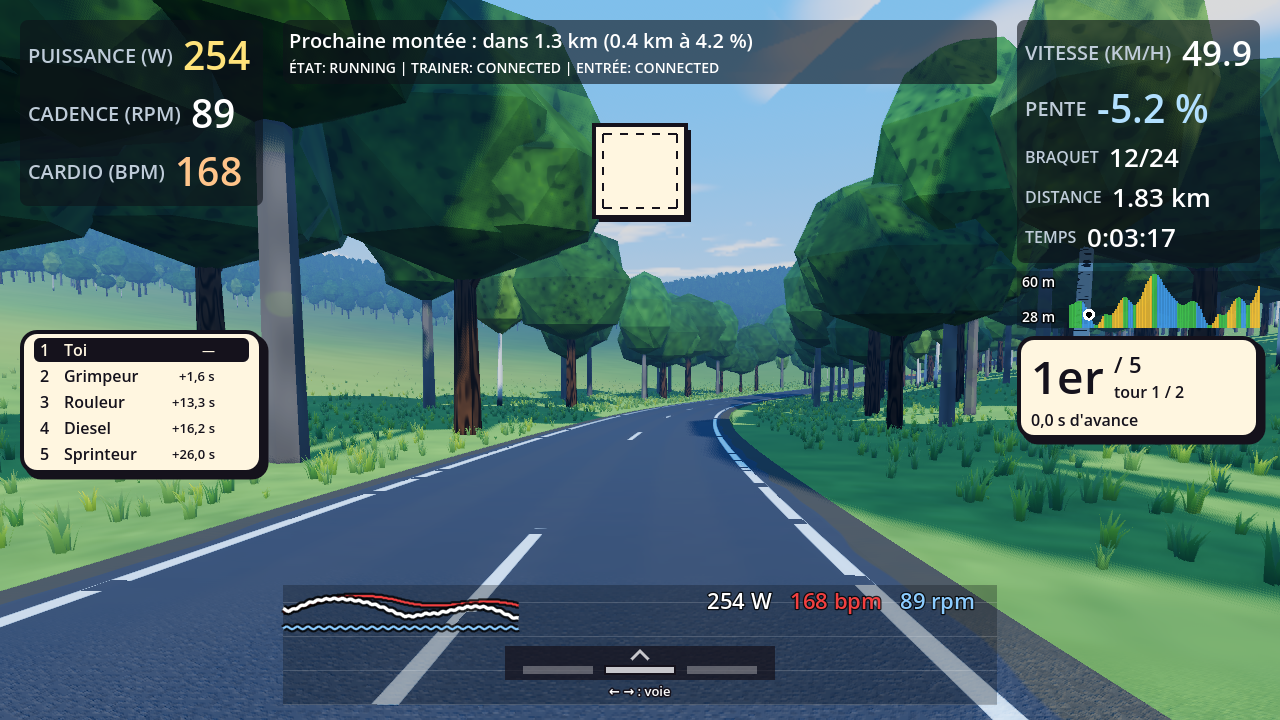 PUISSANCE (W) 254
CADENCE (RPM) 89
CARDIO (BPM) 168
Prochaine montée : dans 1.3 km (0.4 km à 4.2 %)
ÉTAT: RUNNING | TRAINER: CONNECTED | ENTRÉE: CONNECTED
VITESSE (KM/H) 49.9
PENTE -5.2 %
BRAQUET 12/24
DISTANCE 1.83 km
TEMPS 0:03:17
60 m
28 m
1 Toi —
2 Grimpeur +1,6 s
3 Rouleur +13,3 s
4 Diesel +16,2 s
5 Sprinteur +26,0 s
1er / 5
tour 1 / 2
0,0 s d'avance
254 W 168 bpm 89 rpm
← → : voie